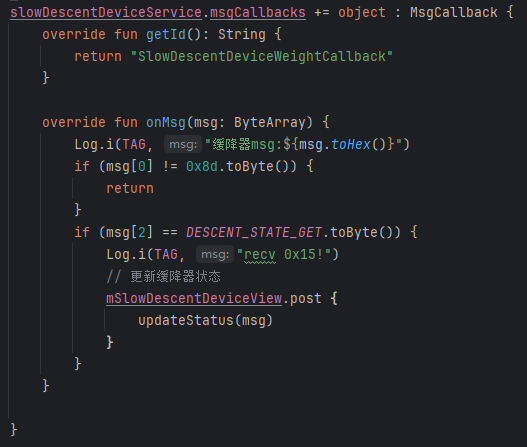 slowDescentDeviceService.msgCallbacks += object : MsgCallback {
override fun getId(): String {
return "SlowDescentDeviceWeightCallback"
}
override fun onMsg(msg: ByteArray) {
Log.i(TAG, msg: "缓降器msg:${msg.toHex()}")
if (msg[0] != 0x8d.toByte()) {
return
}
if (msg[2] == DESCENT_STATE_GET.toByte()) {
Log.i(TAG, msg: "recv 0x15!")
// 更新缓降器状态
mSlowDescentDeviceView.post {
updateStatus(msg)
}
}
}
}